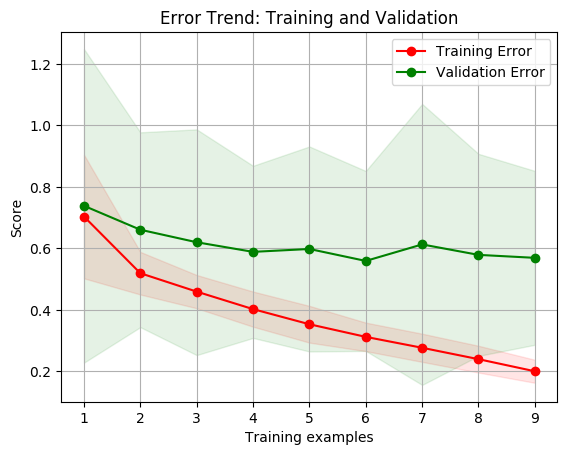 Error Trend: Training and Validation
Training Error
Validation Error
Score
1.2
1.0
0.8
0.6
0.4
0.2
1 2 3 4 5 6 7 8 9
Training examples